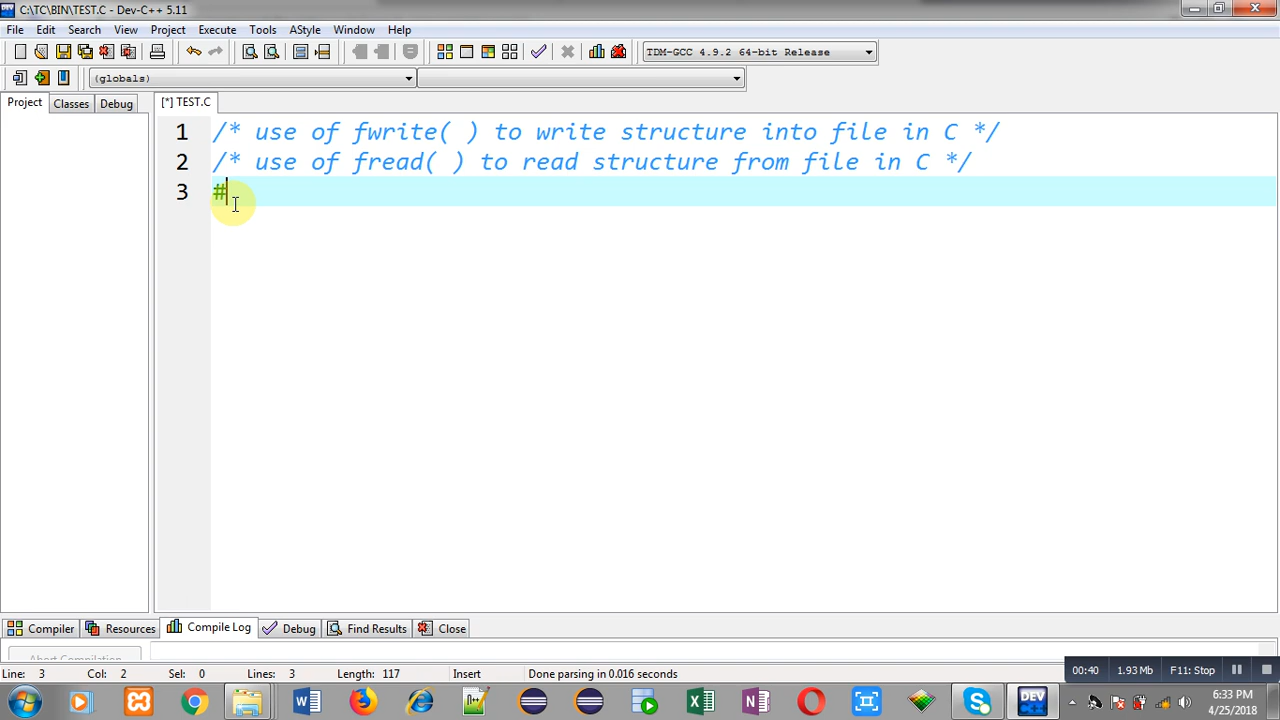 C:\TC\BIN\TEST.C - Dev-C++ 5.11
File Edit Search View Project Execute Tools AStyle Window Help
TDM-GCC 4.9.2 64-bit Release
(globals)
Project Classes Debug [*] TEST.C
1 /* use of fwrite( ) to write structure into file in C */
2 /* use of fread( ) to read structure from file in C */
3 #
Compiler Resources Compile Log Debug Find Results Close
Abort Compilation
Line: 3 Col: 2 Sel: 0 Lines: 3 Length: 117 Insert Done parsing in 0.016 seconds
00:40 1.93 Mb F11: Stop
DEV
6:33 PM
4/25/2018